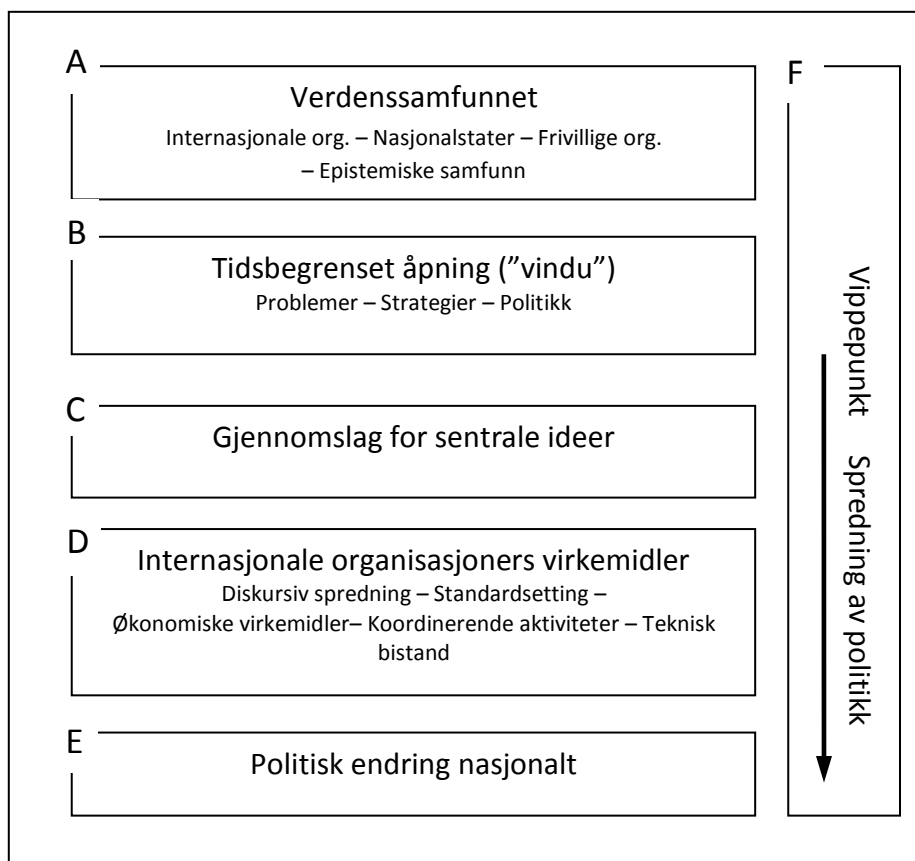 A
Verdenssamfunnet
Internasjonale org. – Nasjonalstater – Frivillige org.
– Epistemiske samfunn
B
Tidsbegrenset åpning (”vindu”)
Problemer – Strategier – Politikk
C
Gjennomslag for sentrale ideer
D
Internasjonale organisasjoners virkemidler
Diskursiv spredning – Standardsetting –
Økonomiske virkemidler– Koordinerende aktiviteter – Teknisk
bistand
E
Politisk endring nasjonalt
F
Vippepunkt Spredning av politikk